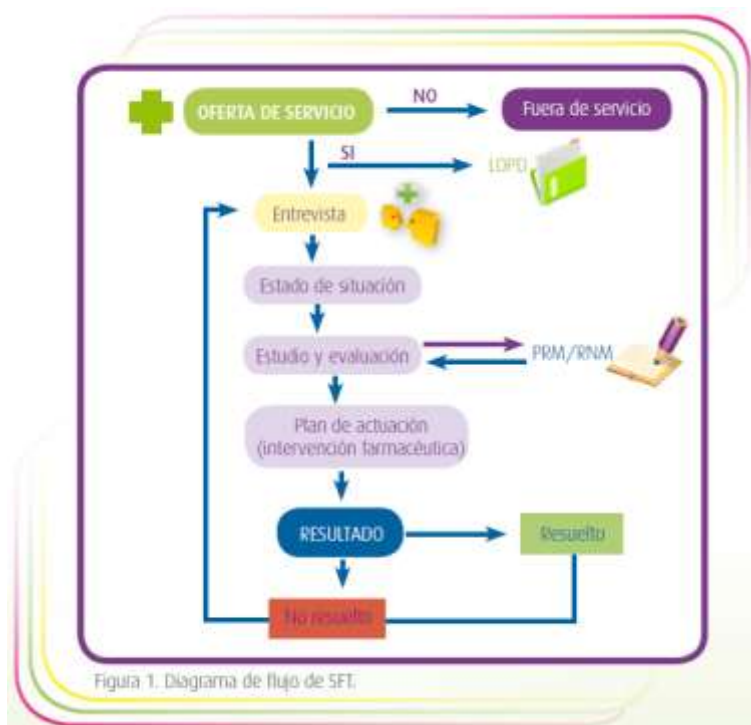 OFERTA DE SERVICIO
NO
Fuera de servicio
SI
LOPD
Entrevista
Estado de situación
Estudio y evaluación
PRM/RNM
Plan de actuación
(intervención farmacéutica)
RESULTADO
Resuelto
No resuelto
Figura 1. Diagrama de flujo de SFT.